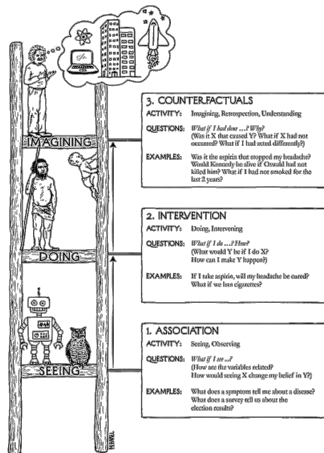 3. COUNTERFACTUALS
ACTIVITY: Imagining, Retrospection, Understanding
QUESTIONS: What if I had done ...? Why?
(Was it X that caused Y? What if X had not
occurred? What if I had acted differently?)
EXAMPLES: Was it the aspirin that stopped my headache?
Would Kennedy be alive if Oswald had not
killed him? What if I had not smoked for the
last 2 years?
IMAGINING
2. INTERVENTION
ACTIVITY: Doing, Intervening
QUESTIONS: What if I do ...? How?
(What would Y be if I do X?
How can I make Y happen?)
EXAMPLES: If I take aspirin, will my headache be cured?
What if we ban cigarettes?
DOING
1. ASSOCIATION
ACTIVITY: Seeing, Observing
QUESTIONS: What if I see ...?
(How are the variables related?
How would seeing X change my belief in Y?)
EXAMPLES: What does a symptom tell me about a disease?
What does a survey tell us about the
election results?
SEEING